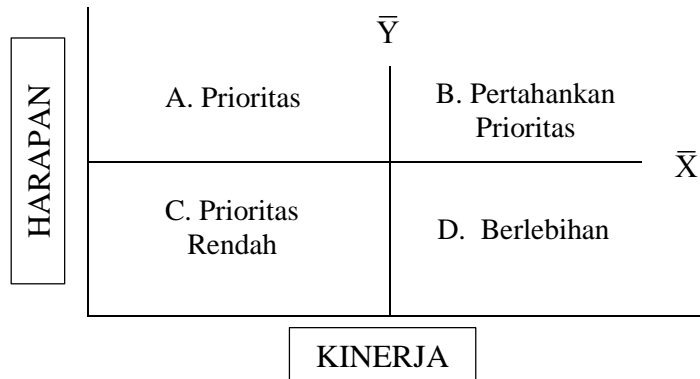 Y̅
HARAPAN
A. Prioritas
B. Pertahankan
Prioritas
X̅
C. Prioritas
Rendah
D. Berlebihan
KINERJA